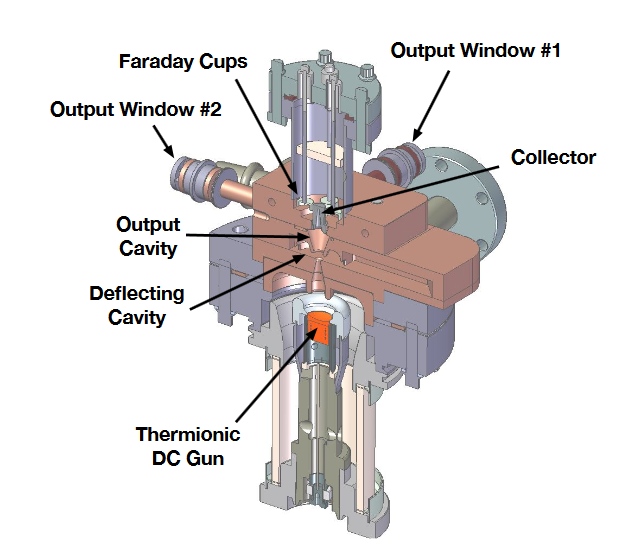 Output Window #1
Faraday Cups
Output Window #2
Collector
Output
Cavity
Deflecting
Cavity
Thermionic
DC Gun